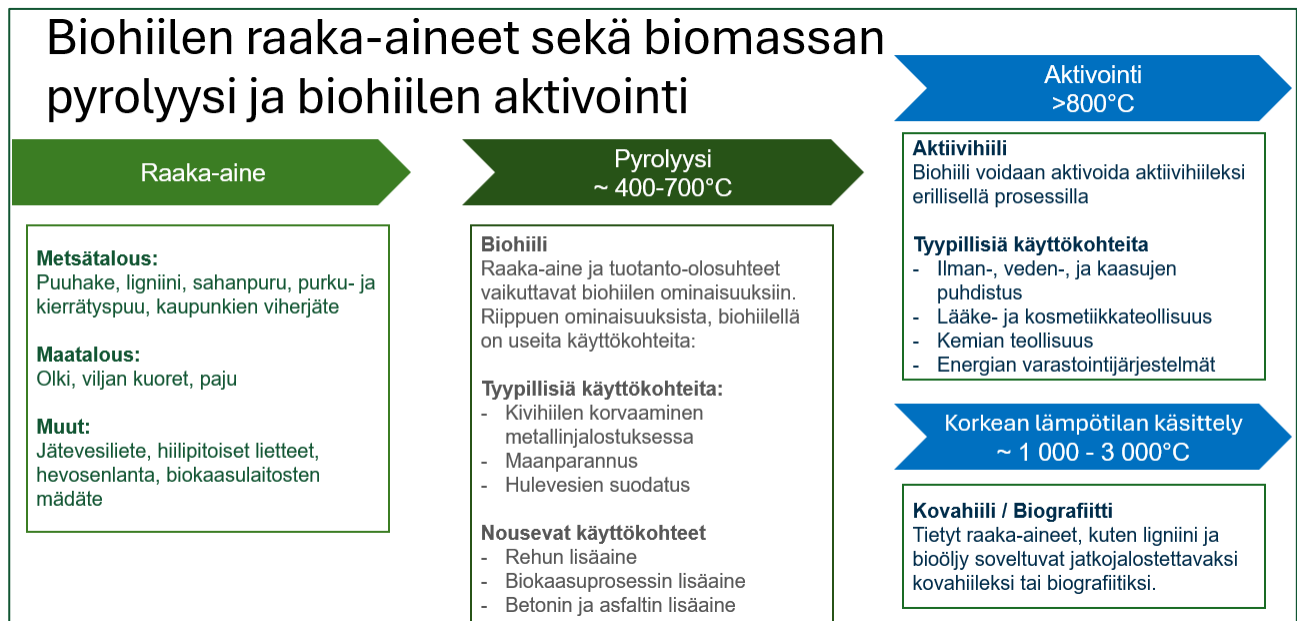 Biohiilen raaka-aineet sekä biomassan
pyrolyysi ja biohiilen aktivointi
Raaka-aine
Metsätalous:
Puuhake, ligniini, sahanpuru, purku- ja
kierrätyspuu, kaupunkien viherjäte
Maatalous:
Olki, viljan kuoret, paju
Muut:
Jätevesiliete, hiilipitoiset lietteet,
hevosenlanta, biokaasulaitosten
mädäte
Pyrolyysi
~ 400-700°C
Biohiili
Raaka-aine ja tuotanto-olosuhteet
vaikuttavat biohiilen ominaisuuksiin.
Riippuen ominaisuuksista, biohiilellä
on useita käyttökohteita:
Tyypillisiä käyttökohteita:
- Kivihiilen korvaaminen
metallinjalostuksessa
- Maanparannus
- Hulevesien suodatus
Nousevat käyttökohteet
- Rehun lisäaine
- Biokaasuprosessin lisäaine
- Betonin ja asfaltin lisäaine
Aktivointi
>800°C
Aktiivihiili
Biohiili voidaan aktivoida aktiivihiileksi
erillisellä prosessilla
Tyypillisiä käyttökohteita
- Ilman-, veden-, ja kaasujen
puhdistus
- Lääke- ja kosmetiikkateollisuus
- Kemian teollisuus
- Energian varastointijärjestelmät
Korkean lämpötilan käsittely
~ 1 000 - 3 000°C
Kovahiili / Biografiitti
Tietyt raaka-aineet, kuten ligniini ja
bioöljy soveltuvat jatkojalostettavaksi
kovahiileksi tai biografiitiksi.